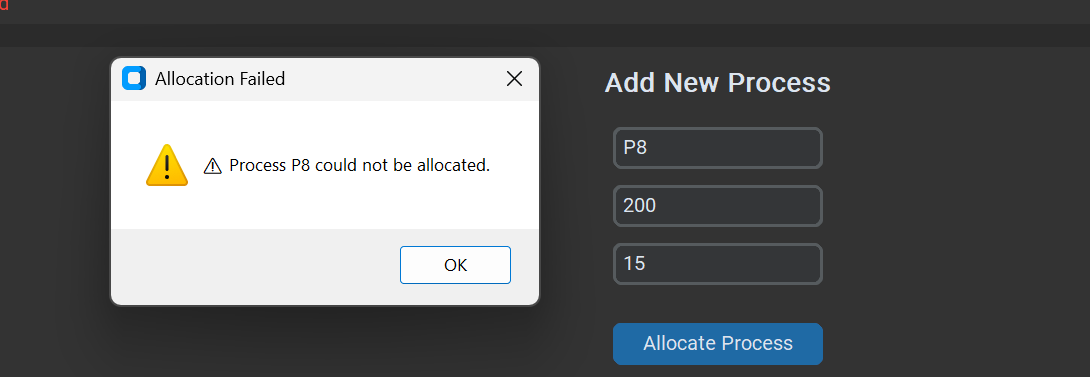 Allocation Failed
⚠ Process P8 could not be allocated.
OK
Add New Process
P8
200
15
Allocate Process